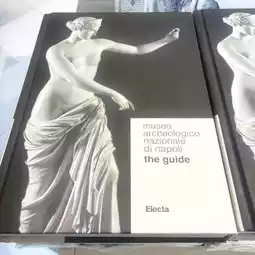 museo
archeologico
nazionale
di napoli
the guide
Electa